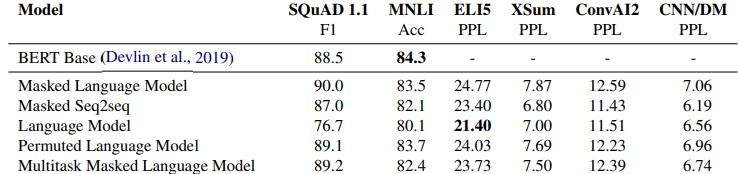 Model SQuAD 1.1 MNLI ELI5 XSum ConvAI2 CNN/DM
F1 Acc PPL PPL PPL PPL
BERT Base (Devlin et al., 2019) 88.5 84.3 - - - -
Masked Language Model 90.0 83.5 24.77 7.87 12.59 7.06
Masked Seq2seq 87.0 82.1 23.40 6.80 11.43 6.19
Language Model 76.7 80.1 21.40 7.00 11.51 6.56
Permuted Language Model 89.1 83.7 24.03 7.69 12.23 6.96
Multitask Masked Language Model 89.2 82.4 23.73 7.50 12.39 6.74